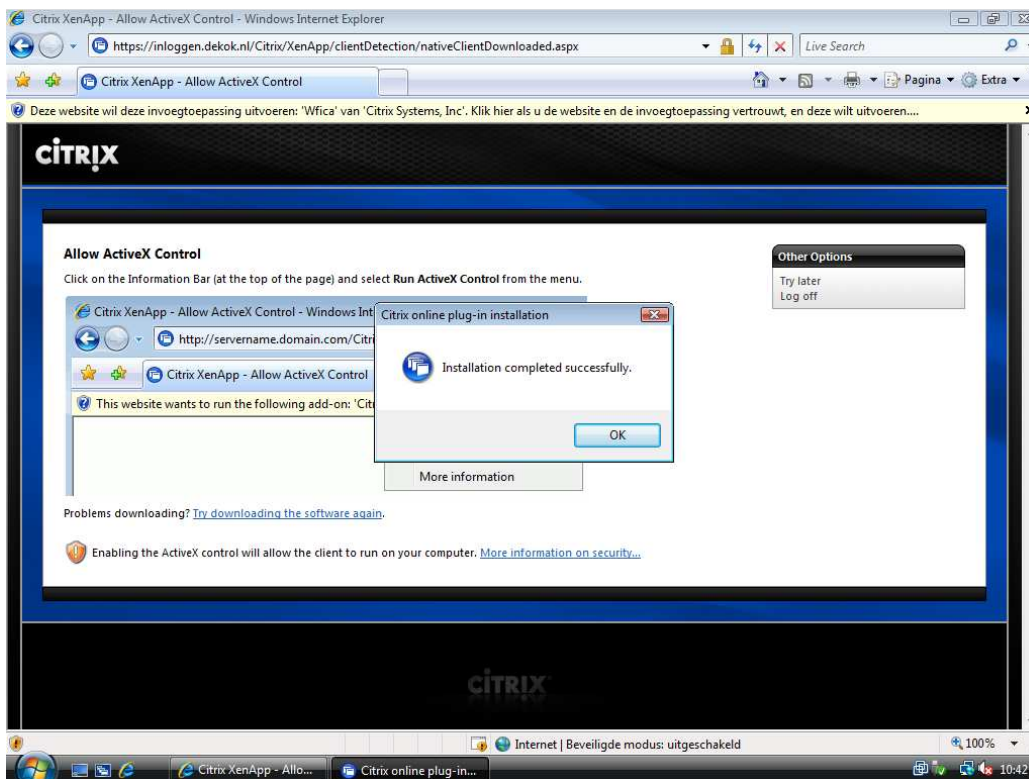 Citrix XenApp - Allow ActiveX Control - Windows Internet Explorer
https://inloggen.dekok.nl/Citrix/XenApp/clientDetection/nativeClientDownloaded.aspx
Live Search
Citrix XenApp - Allow ActiveX Control
Pagina
Extra
Deze website wil deze invoegtoepassing uitvoeren: 'Wfica' van 'Citrix Systems, Inc'. Klik hier als u de website en de invoegtoepassing vertrouwt, en deze wilt uitvoeren....
CITRIX
Allow ActiveX Control
Click on the Information Bar (at the top of the page) and select Run ActiveX Control from the menu.
Other Options
Try later
Log off
Citrix XenApp - Allow ActiveX Control - Windows Int
http://servername.domain.com/Citri
Citrix XenApp - Allow ActiveX Control
This website wants to run the following add-on: 'Citr
Citrix online plug-in installation
Installation completed successfully.
OK
More information
Problems downloading? Try downloading the software again.
Enabling the ActiveX control will allow the client to run on your computer. More information on security...
CITRIX
Internet | Beveiligde modus: uitgeschakeld
100%
Citrix XenApp - Allo...
Citrix online plug-in...
10:42